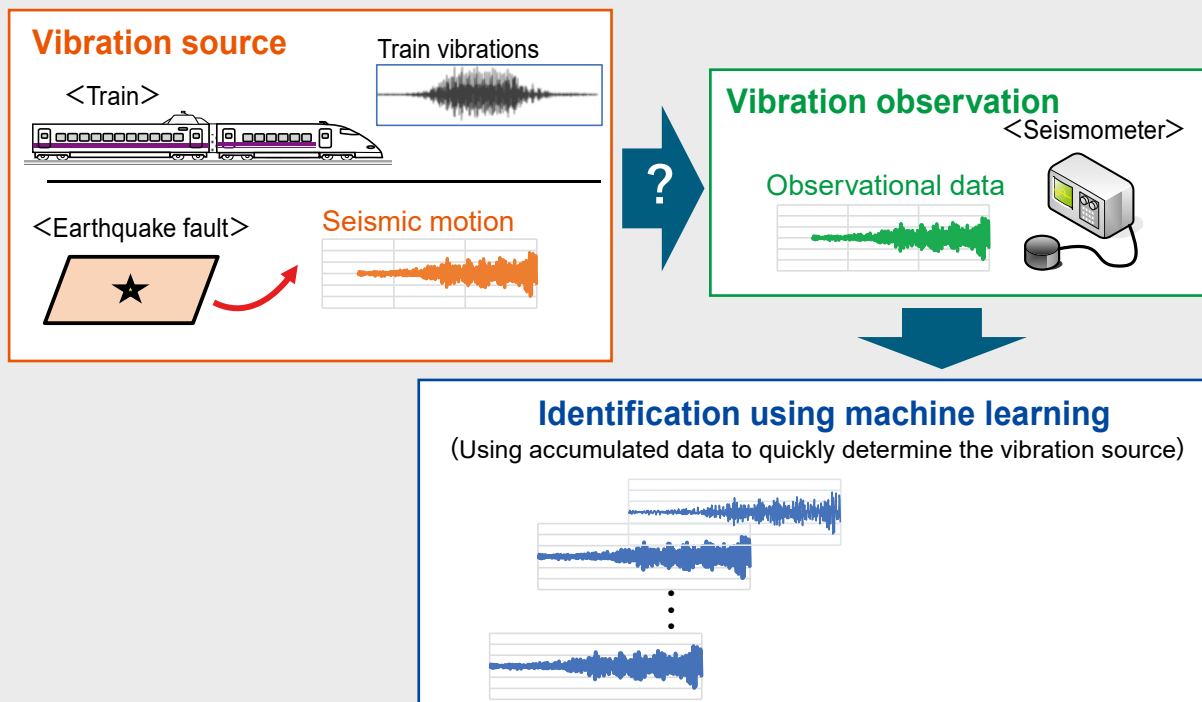 Vibration source
Train vibrations
<Train>
<Earthquake fault>
Seismic motion
?
Vibration observation
<Seismometer>
Observational data
Identification using machine learning
(Using accumulated data to quickly determine the vibration source)